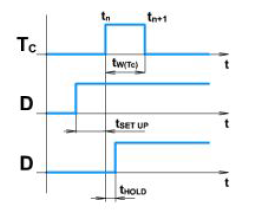 tn tn+1
Tc
tW(Tc) t
D
tSET UP t
D
tHOLD t